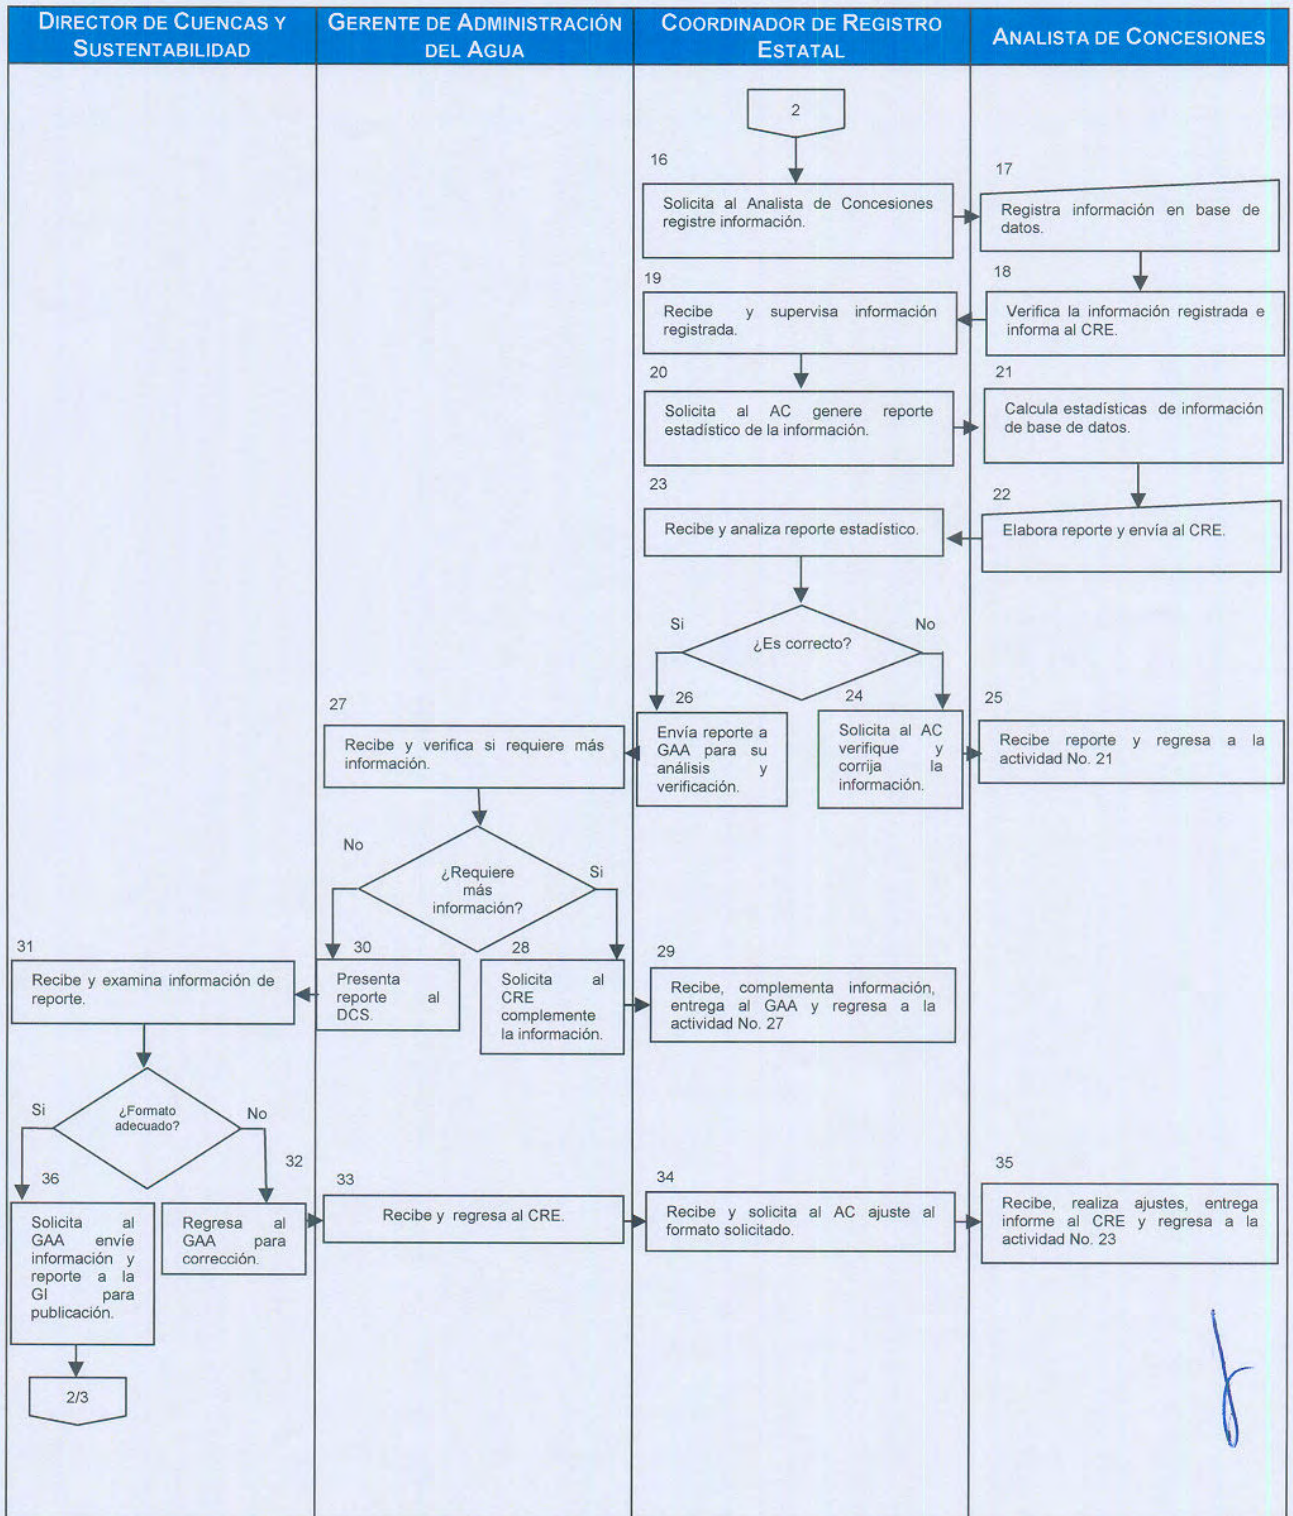 DIRECTOR DE CUENCAS Y
SUSTENTABILIDAD
GERENTE DE ADMINISTRACIÓN
DEL AGUA
COORDINADOR DE REGISTRO
ESTATAL
ANALISTA DE CONCESIONES
2
16
Solicita al Analista de Concesiones
registre información.
17
Registra información en base de
datos.
18
Verifica la información registrada e
informa al CRE.
19
Recibe y supervisa información
registrada.
20
Solicita al AC genere reporte
estadístico de la información.
21
Calcula estadísticas de información
de base de datos.
22
Elabora reporte y envía al CRE.
23
Recibe y analiza reporte estadístico.
Si
¿Es correcto?
No
26
Envía reporte a
GAA para su
análisis y
verificación.
24
Solicita al AC
verifique y
corrija la
información.
25
Recibe reporte y regresa a la
actividad No. 21
27
Recibe y verifica si requiere más
información.
No
¿Requiere
más
información?
Si
30
Presenta
reporte al
DCS.
28
Solicita al
CRE
complemente
la información.
29
Recibe, complementa información,
entrega al GAA y regresa a la
actividad No. 27
31
Recibe y examina información de
reporte.
Si
¿Formato
adecuado?
No
36
Solicita al
GAA envíe
información y
reporte a la
GI para
publicación.
32
Regresa al
GAA para
corrección.
33
Recibe y regresa al CRE.
34
Recibe y solicita al AC ajuste al
formato solicitado.
35
Recibe, realiza ajustes, entrega
informe al CRE y regresa a la
actividad No. 23
2/3